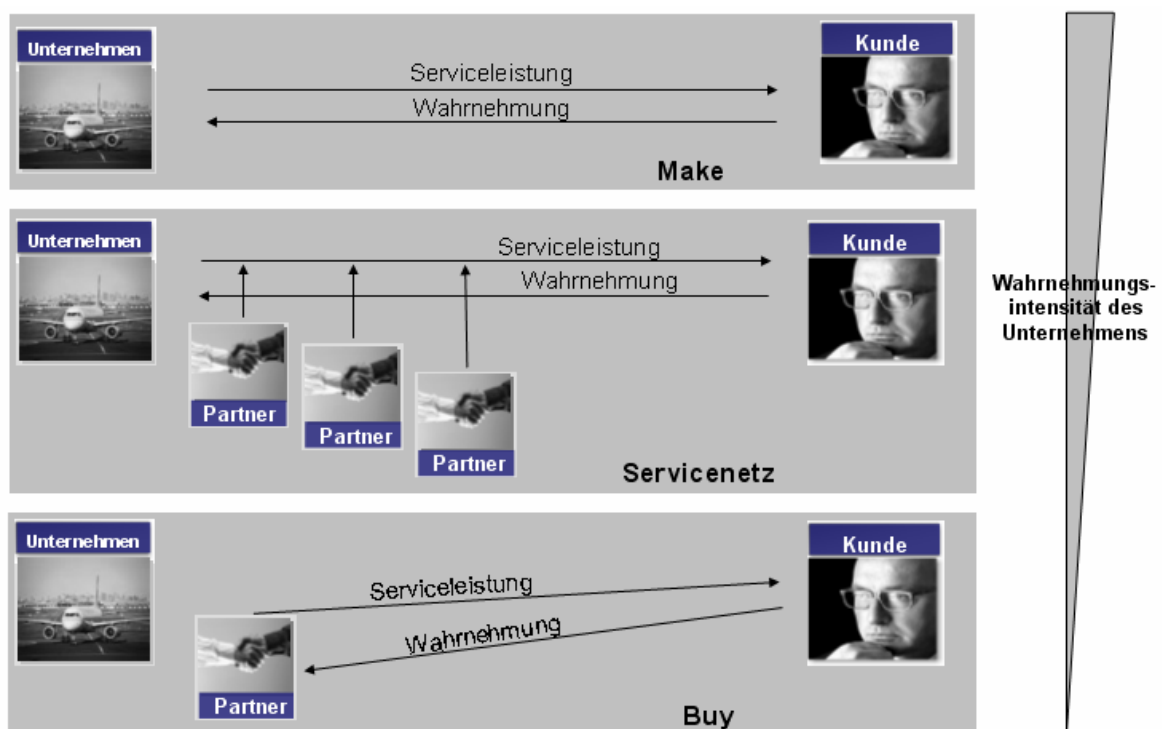 Unternehmen
Kunde
Serviceleistung
Wahrnehmung
Make
Unternehmen
Kunde
Serviceleistung
Wahrnehmung
Partner
Partner
Partner
Servicenetz
Unternehmen
Kunde
Serviceleistung
Wahrnehmung
Partner
Buy
Wahrnehmungs-
intensität des
Unternehmens